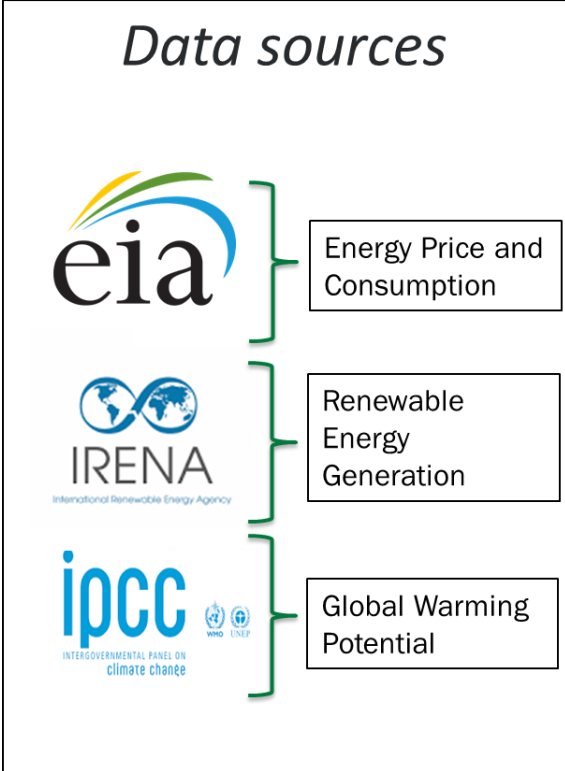 Data sources
eia
Energy Price and
Consumption
IRENA
International Renewable Energy Agency
Renewable
Energy
Generation
ipcc
WMO UNEP
INTERGOVERNMENTAL PANEL ON
climate change
Global Warming
Potential